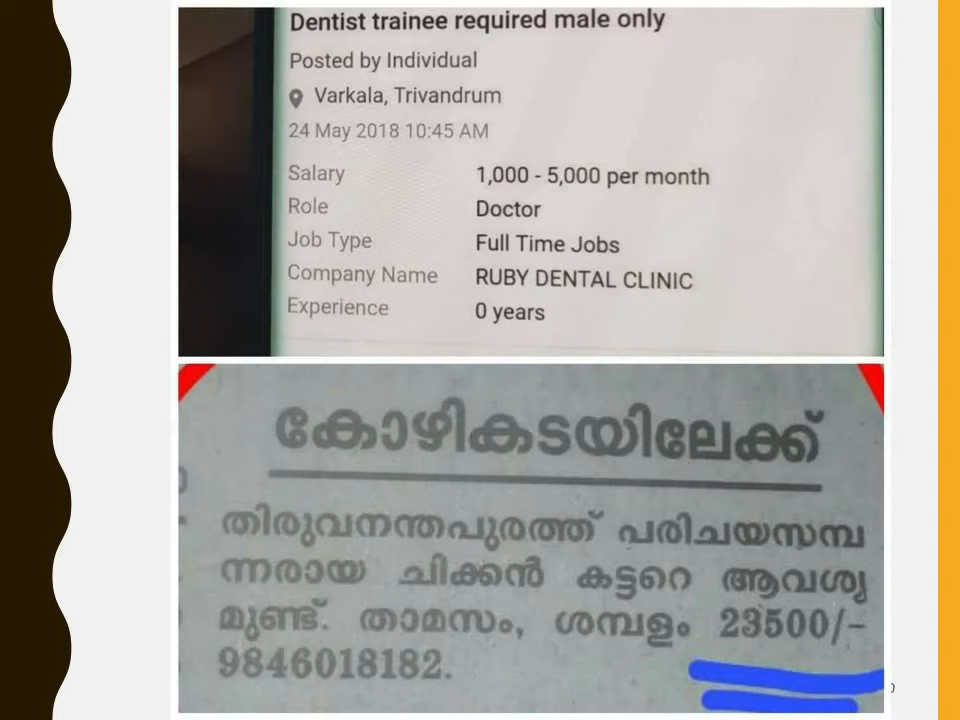 Dentist trainee required male only
Posted by Individual
Varkala, Trivandrum
24 May 2018 10:45 AM
Salary 1,000 - 5,000 per month
Role Doctor
Job Type Full Time Jobs
Company Name RUBY DENTAL CLINIC
Experience 0 years
കോഴികടയിലേക്ക്
തിരുവനന്തപുരത്ത് പരിചയസമ്പ
ന്നരായ ചിക്കൻ കട്ടറെ ആവശ്യ
മുണ്ട്. താമസം, ശമ്പളം 23500/-
9846018182.